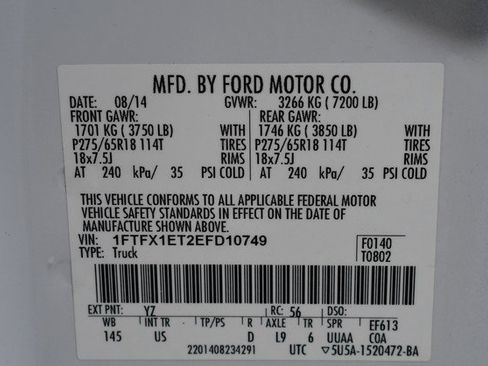 MFD. BY FORD MOTOR CO.
DATE: 08/14 GVWR: 3266 KG ( 7200 LB)
FRONT GAWR: REAR GAWR:
1701 KG ( 3750 LB) WITH 1746 KG ( 3850 LB) WITH
P275/65R18 114T TIRES P275/65R18 114T TIRES
18x7.5J RIMS 18x7.5J RIMS
AT 240 kPa/ 35 PSI COLD AT 240 kPa/ 35 PSI COLD
THIS VEHICLE CONFORMS TO ALL APPLICABLE FEDERAL MOTOR
VEHICLE SAFETY STANDARDS IN EFFECT ON THE DATE OF
MANUFACTURE SHOWN ABOVE.
VIN: 1FTFX1ET2EFD10749 F0140
TYPE: Truck T0802
EXT PNT: YZ RC: 56 DSO:
WB INT TR TP/PS R AXLE TR SPR EF613
145 US D L9 6 UUAA COA
2201408234291 UTC ▽5U5A-1520472-BA